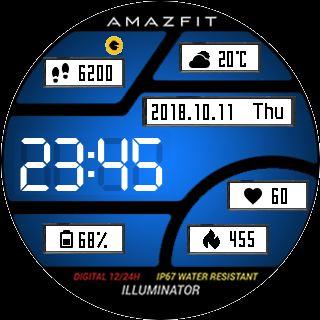 AMAZFIT
6200
20°C
2018.10.11 Thu
23:45
60
68%
455
DIGITAL 12/24H IP67 WATER RESISTANT
ILLUMINATOR